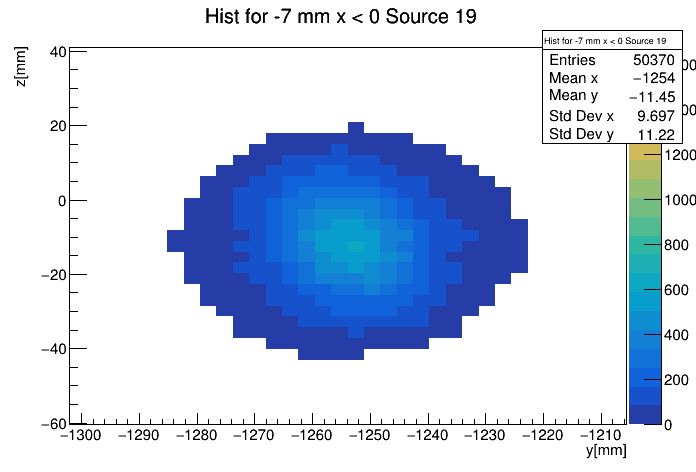 Hist for -7 mm x < 0 Source 19
Hist for -7 mm x < 0 Source 19
Entries 50370
Mean x −1254
Mean y −11.45
Std Dev x 9.697
Std Dev y 11.22
z[mm]
40
20
0
−20
−40
−60
−1300 −1290 −1280 −1270 −1260 −1250 −1240 −1230 −1220 −1210
y[mm]
1200
1000
800
600
400
200
0